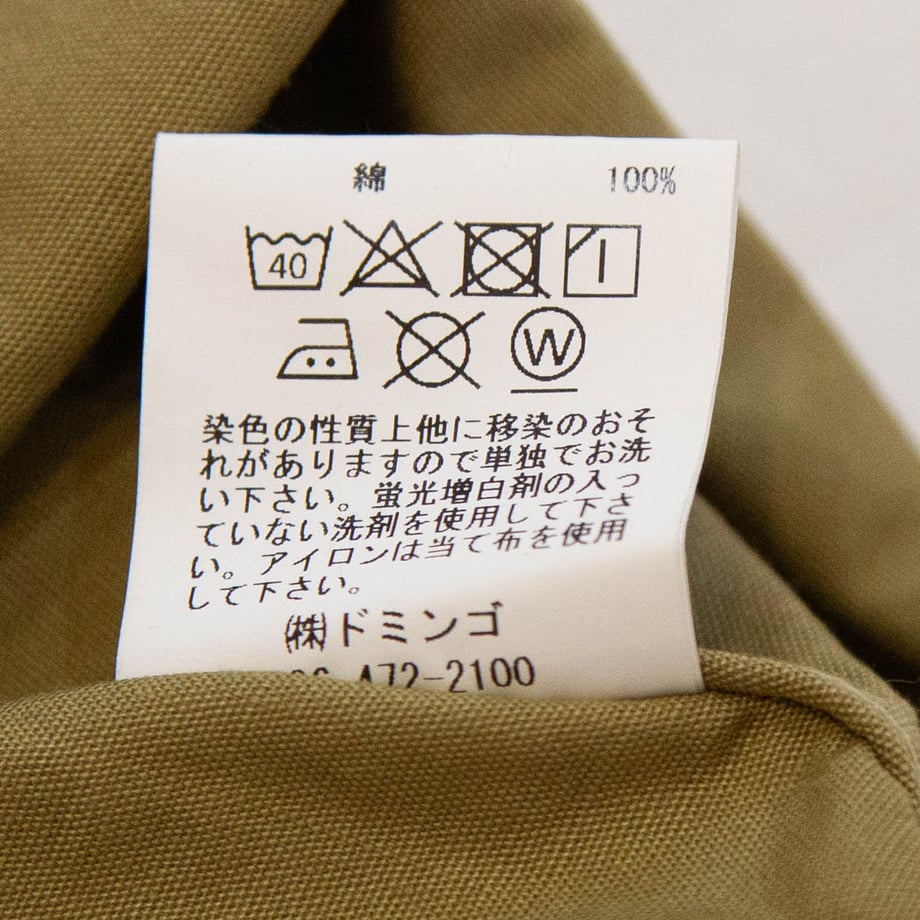 綿 100%
40
W
染色の性質上他に移染のおそ
れがありますので単独でお洗
い下さい。蛍光増白剤の入っ
ていない洗剤を使用して下さ
い。アイロンは当て布を使用
して下さい。
㈱ドミンゴ
A72-2100